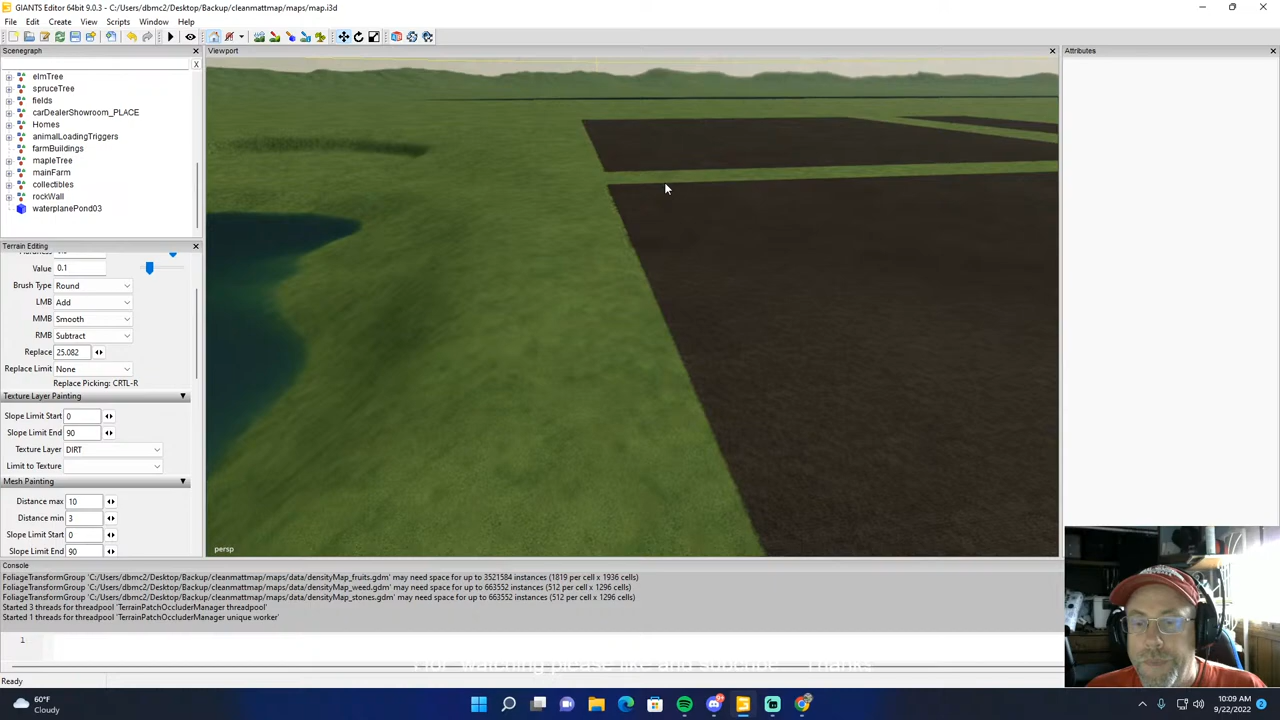 GIANTS Editor 64bit 9.0.3 - C:/Users/dbmc2/Desktop/Backup/cleanmattmap/maps/map.i3d
File Edit Create View Scripts Window Help
Scenegraph
Viewport
Attributes
X
elmTree
spruceTree
fields
carDealerShowroom_PLACE
Homes
animalLoadingTriggers
farmBuildings
mapleTree
mainFarm
collectibles
rockWall
waterplanePond03
Terrain Editing
Value 0.1
Brush Type Round
LMB Add
MMB Smooth
RMB Subtract
Replace 25.082
Replace Limit None
Replace Picking: CRTL-R
Texture Layer Painting
Slope Limit Start 0
Slope Limit End 90
Texture Layer DIRT
Limit to Texture
Mesh Painting
Distance max 10
Distance min 3
Slope Limit Start 0
Slope Limit End 90
persp
Console
FoliageTransformGroup 'C:/Users/dbmc2/Desktop/Backup/cleanmattmap/maps/data/densityMap_fruits.gdm' may need space for up to 3521584 instances (1819 per cell x 1936 cells)
FoliageTransformGroup 'C:/Users/dbmc2/Desktop/Backup/cleanmattmap/maps/data/densityMap_weed.gdm' may need space for up to 663552 instances (512 per cell x 1296 cells)
FoliageTransformGroup 'C:/Users/dbmc2/Desktop/Backup/cleanmattmap/maps/data/densityMap_stones.gdm' may need space for up to 663552 instances (512 per cell x 1296 cells)
Started 3 threads for threadpool 'TerrainPatchOccluderManager threadpool'
Started 1 threads for threadpool 'TerrainPatchOccluderManager unique worker'
1
for watching please like and
Thanks
Ready
60°F
Cloudy
10:09 AM
9/22/2022